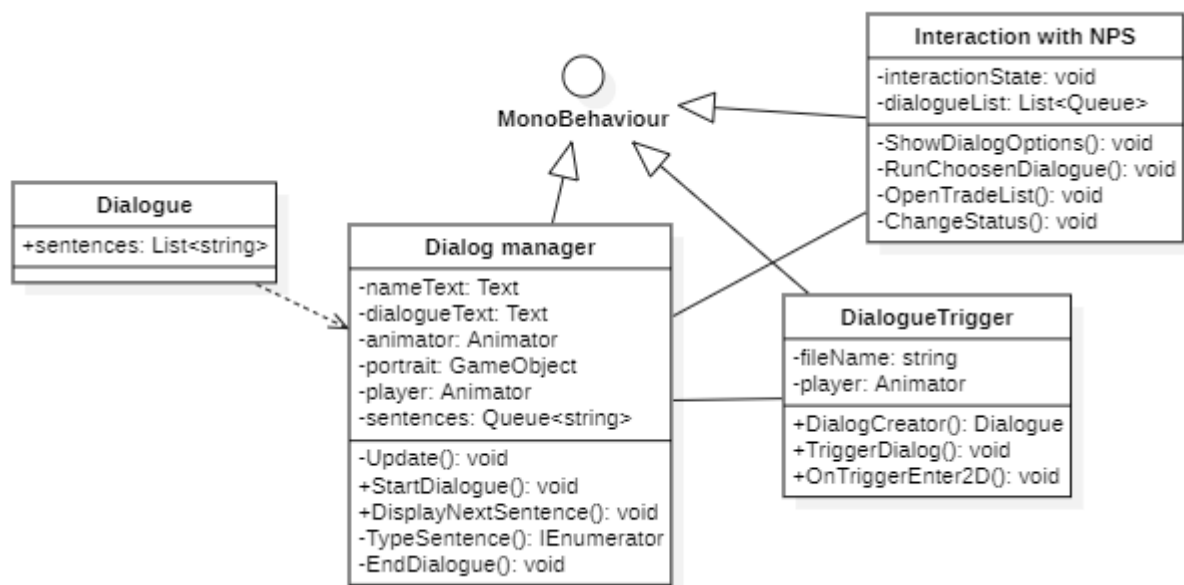 MonoBehaviour
Interaction with NPS
-interactionState: void
-dialogueList: List<Queue>
-ShowDialogOptions(): void
-RunChoosenDialogue(): void
-OpenTradeList(): void
-ChangeStatus(): void
Dialogue
+sentences: List<string>
Dialog manager
-nameText: Text
-dialogueText: Text
-animator: Animator
-portrait: GameObject
-player: Animator
-sentences: Queue<string>
-Update(): void
+StartDialogue(): void
+DisplayNextSentence(): void
-TypeSentence(): IEnumerator
-EndDialogue(): void
DialogueTrigger
-fileName: string
-player: Animator
+DialogCreator(): Dialogue
+TriggerDialog(): void
+OnTriggerEnter2D(): void